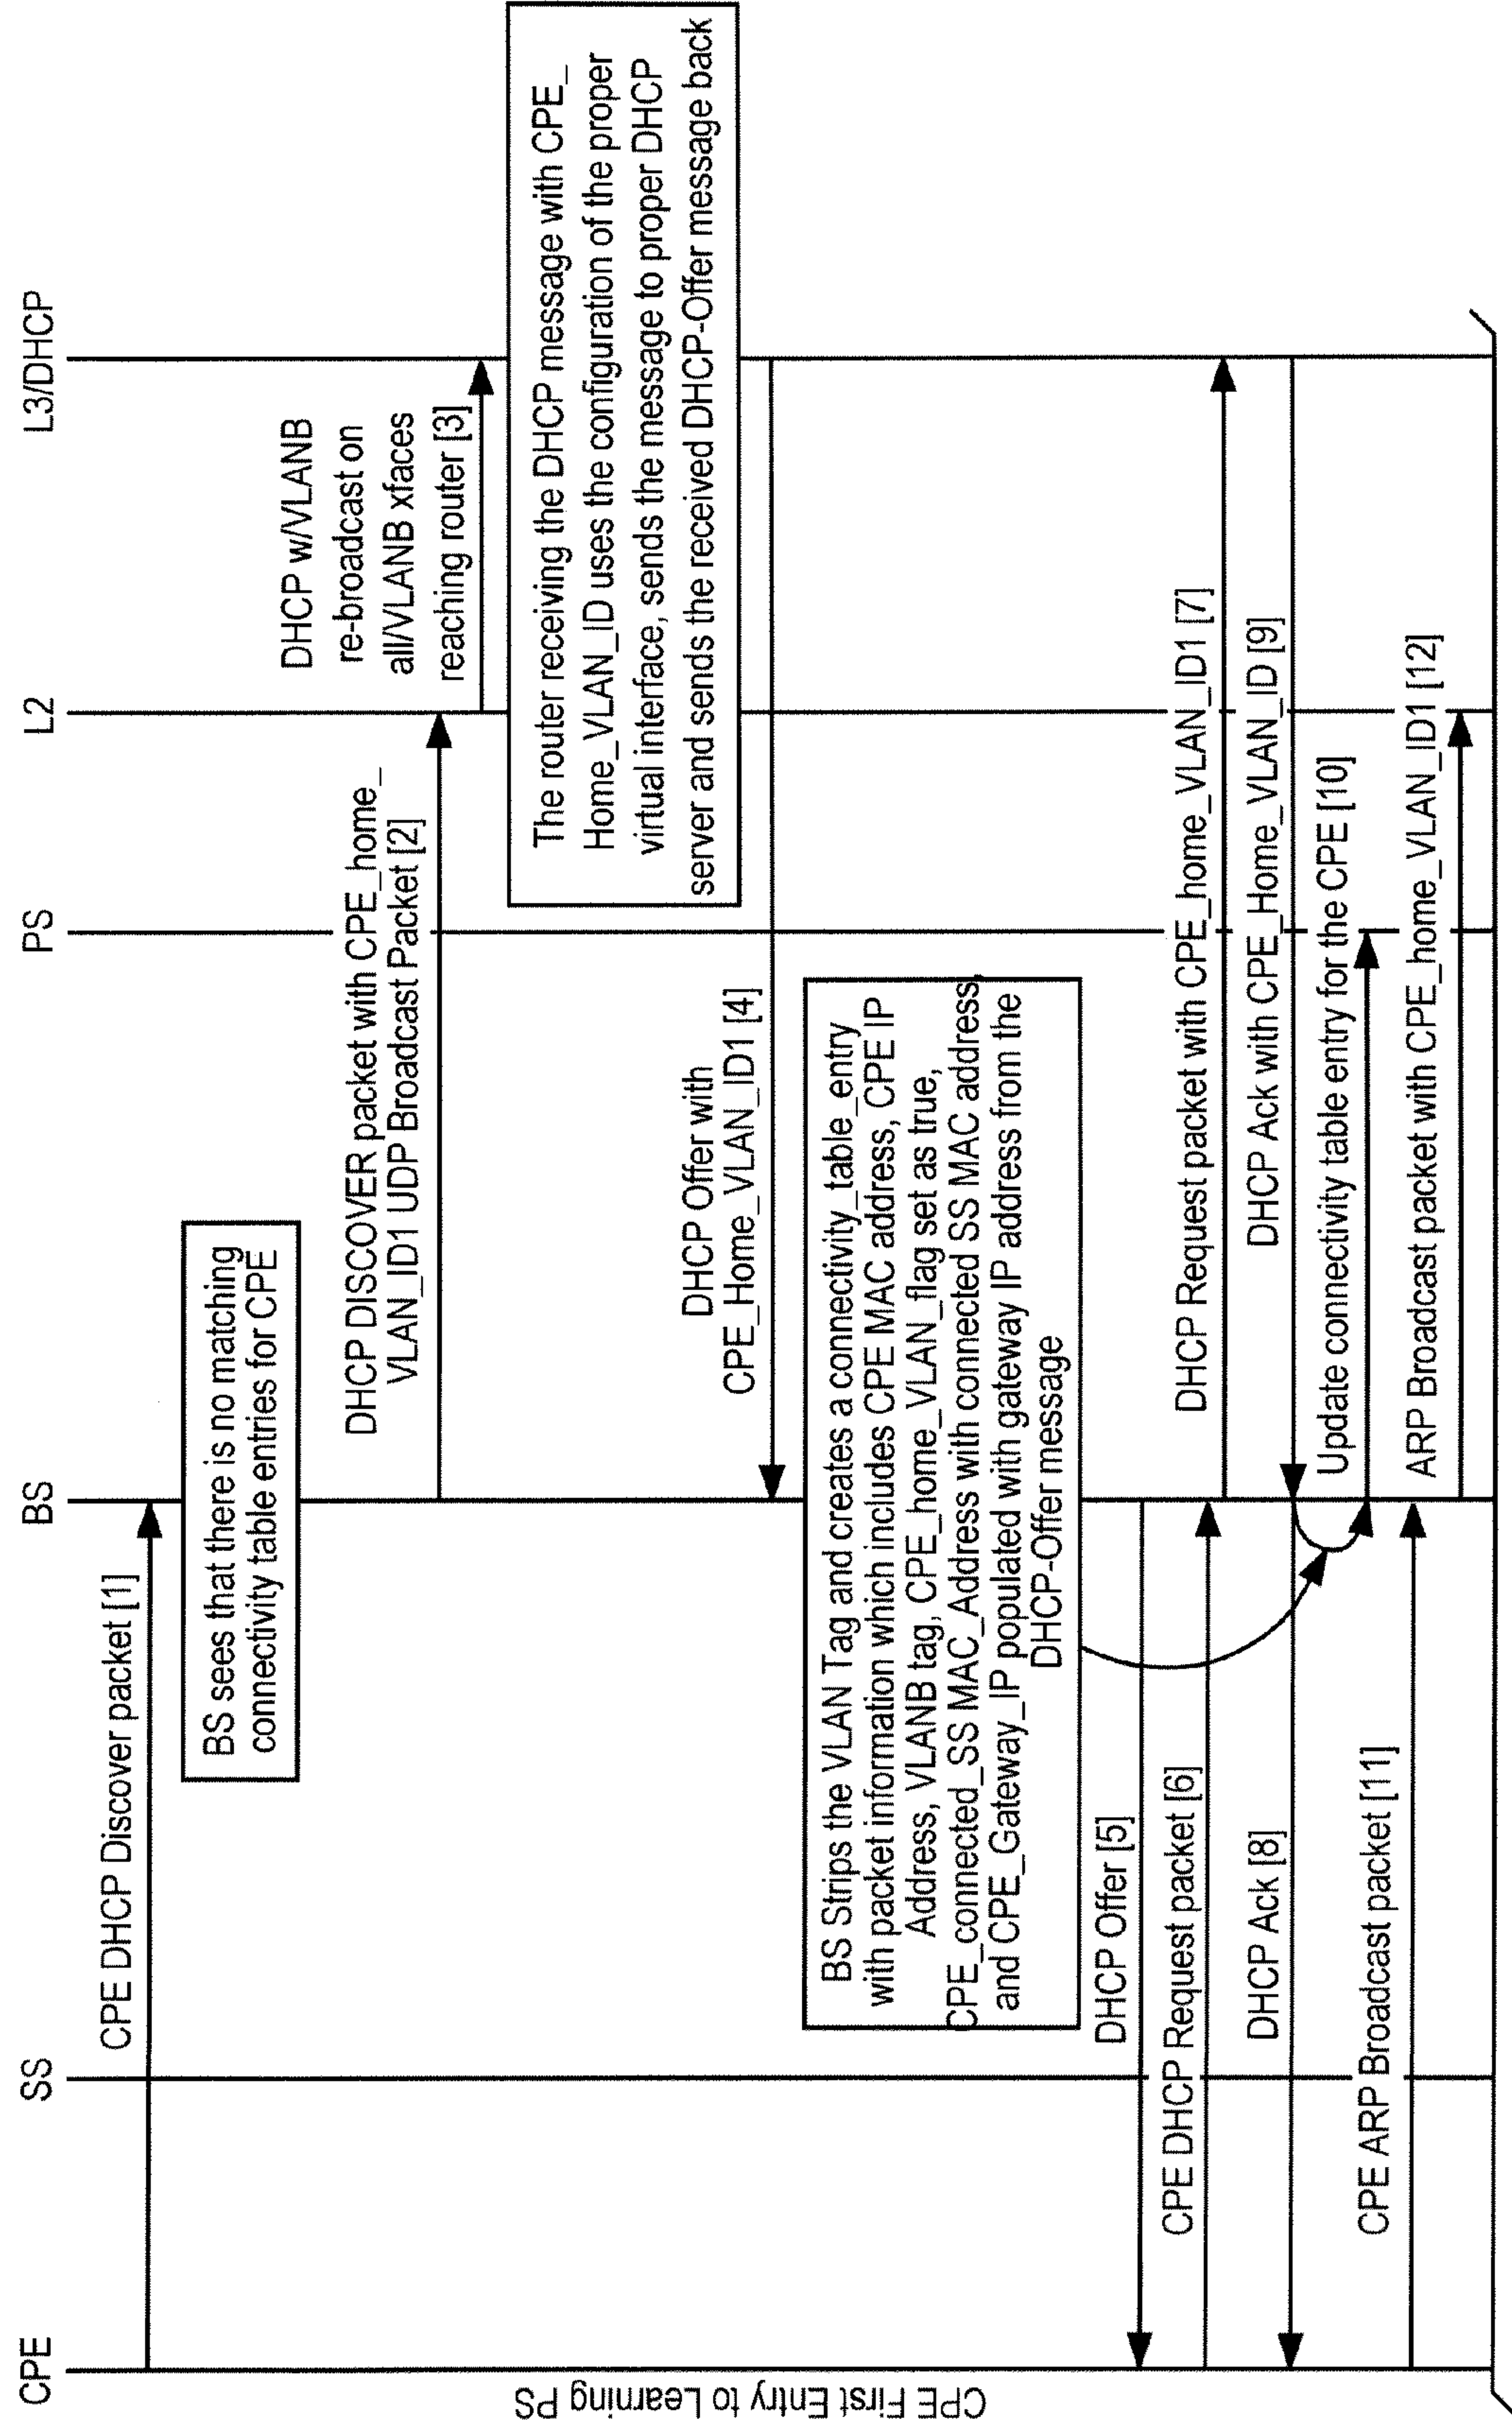 CPE
SS
BS
PS
L2
L3/DHCP
CPE DHCP Discover packet [1]
BS sees that there is no matching
connectivity table entries for CPE
DHCP DISCOVER packet with CPE_home_
VLAN_ID1 UDP Broadcast Packet [2]
DHCP w/VLANB
re-broadcast on
all/VLANB xfaces
reaching router [3]
The router receiving the DHCP message with CPE_
Home_VLAN_ID uses the configuration of the proper
virtual interface, sends the message to proper DHCP
server and sends the received DHCP-Offer message back
DHCP Offer with
CPE_Home_VLAN_ID1 [4]
BS Strips the VLAN Tag and creates a connectivity_table_entry
with packet information which includes CPE MAC address, CPE IP
Address, VLANB tag, CPE_home_VLAN_flag set as true,
CPE_connected_SS MAC_Address with connected SS MAC address,
and CPE_Gateway_IP populated with gateway IP address from the
DHCP-Offer message
DHCP Offer [5]
CPE DHCP Request packet [6]
DHCP Request packet with CPE_home_VLAN_ID1 [7]
DHCP Ack [8]
DHCP Ack with CPE_Home_VLAN_ID [9]
Update connectivity table entry for the CPE [10]
CPE ARP Broadcast packet [11]
ARP Broadcast packet with CPE_home_VLAN_ID1 [12]
CPE First Entry to Learning PS